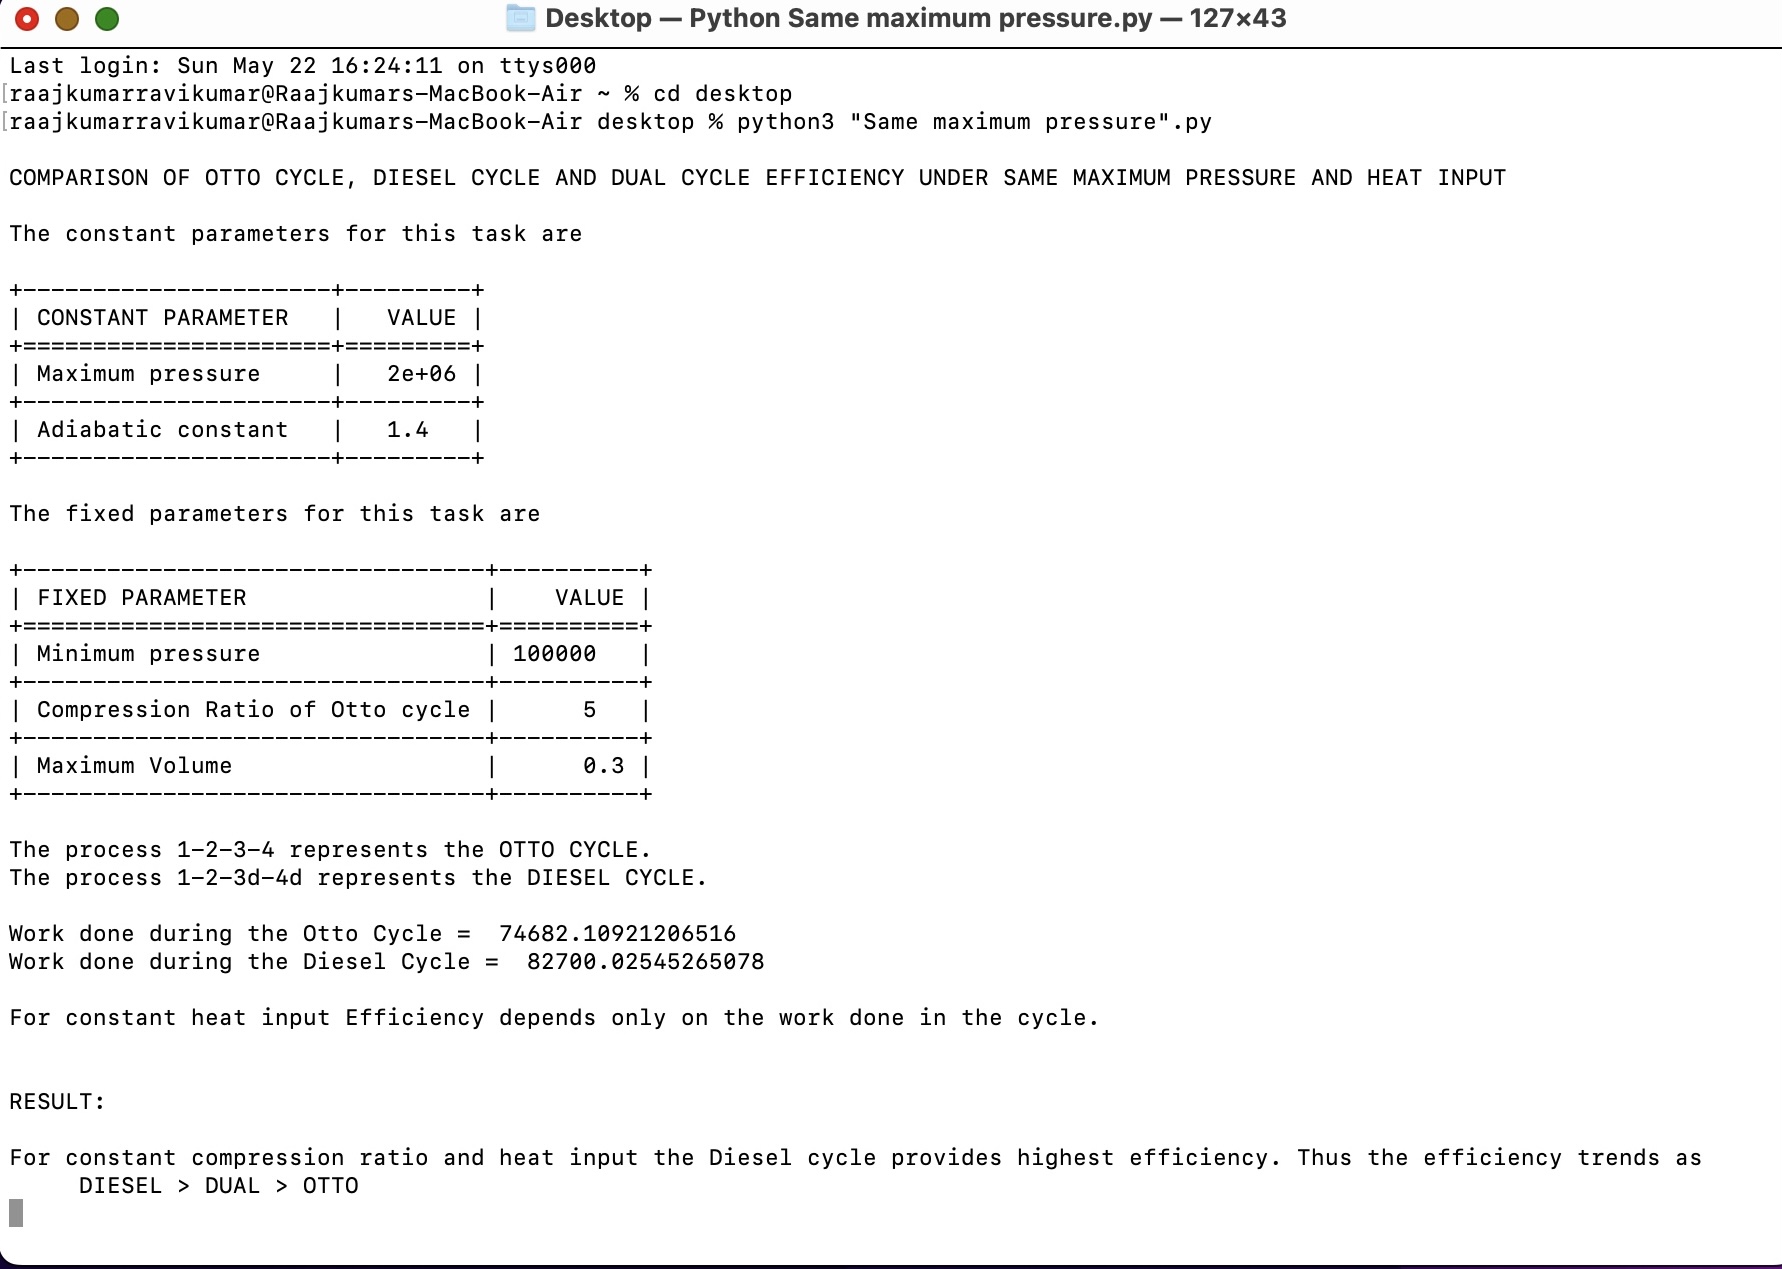 Desktop — Python Same maximum pressure.py — 127×43
Last login: Sun May 22 16:24:11 on ttys000
[raajkumarravikumar@Raajkumars-MacBook-Air ~ % cd desktop
[raajkumarravikumar@Raajkumars-MacBook-Air desktop % python3 "Same maximum pressure".py
COMPARISON OF OTTO CYCLE, DIESEL CYCLE AND DUAL CYCLE EFFICIENCY UNDER SAME MAXIMUM PRESSURE AND HEAT INPUT
The constant parameters for this task are
+----------------------+---------+
| CONSTANT PARAMETER   |   VALUE |
+======================+=========+
| Maximum pressure     |   2e+06 |
+----------------------+---------+
| Adiabatic constant   |   1.4   |
+----------------------+---------+
The fixed parameters for this task are
+---------------------------------+----------+
| FIXED PARAMETER                 |    VALUE |
+=================================+==========+
| Minimum pressure                | 100000   |
+---------------------------------+----------+
| Compression Ratio of Otto cycle |      5   |
+---------------------------------+----------+
| Maximum Volume                  |      0.3 |
+---------------------------------+----------+
The process 1-2-3-4 represents the OTTO CYCLE.
The process 1-2-3d-4d represents the DIESEL CYCLE.
Work done during the Otto Cycle =  74682.10921206516
Work done during the Diesel Cycle =  82700.02545265078
For constant heat input Efficiency depends only on the work done in the cycle.
RESULT:
For constant compression ratio and heat input the Diesel cycle provides highest efficiency. Thus the efficiency trends as
     DIESEL > DUAL > OTTO